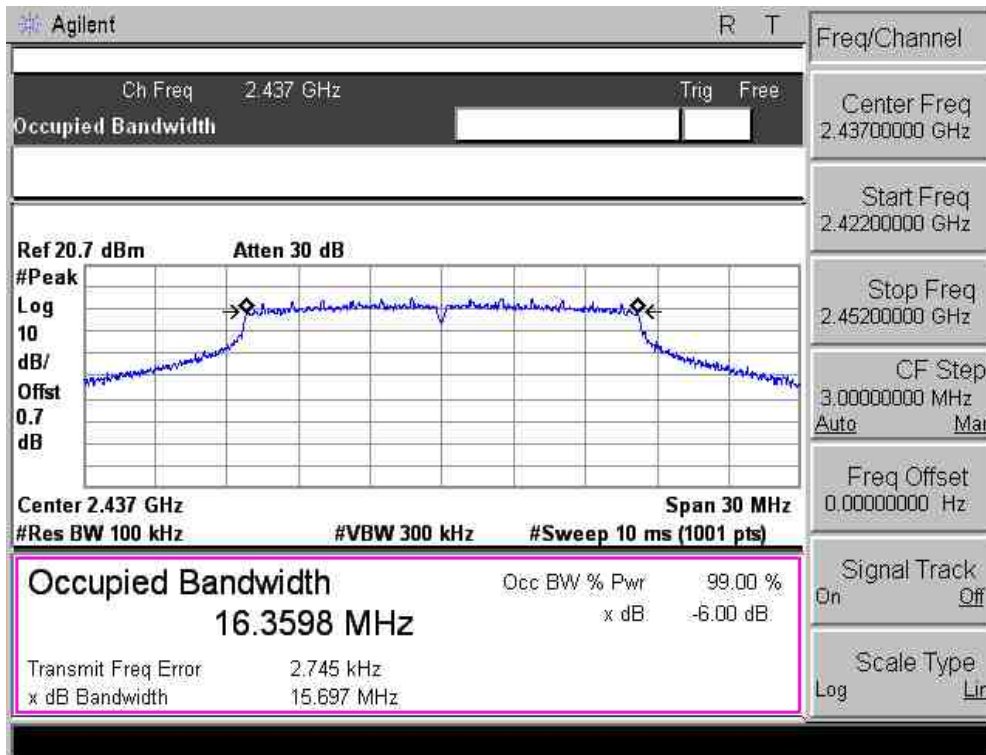 Agilent R T
Ch Freq 2.437 GHz Trig Free
Occupied Bandwidth
Ref 20.7 dBm Atten 30 dB
#Peak
Log
10
dB/
Offst
0.7
dB
Center 2.437 GHz Span 30 MHz
#Res BW 100 kHz #VBW 300 kHz #Sweep 10 ms (1001 pts)
Occupied Bandwidth
16.3598 MHz
Occ BW % Pwr 99.00 %
x dB -6.00 dB
Transmit Freq Error 2.745 kHz
x dB Bandwidth 15.697 MHz
Freq/Channel
Center Freq
2.43700000 GHz
Start Freq
2.42200000 GHz
Stop Freq
2.45200000 GHz
CF Step
3.00000000 MHz
Auto Man
Freq Offset
0.00000000 Hz
Signal Track
On Off
Scale Type
Log Lin